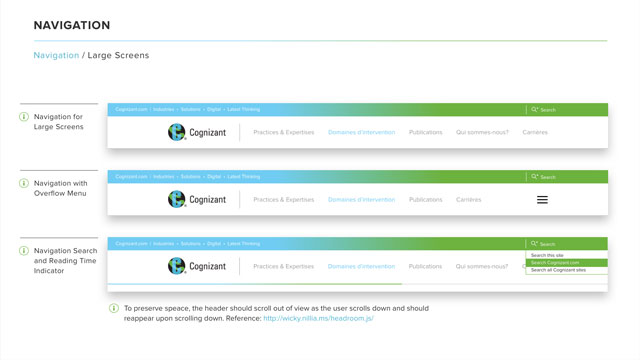 NAVIGATION
Navigation / Large Screens
Navigation for
Large Screens
Cognizant.com | Industries • Solutions • Digital • Latest Thinking
Search
Cognizant
Practices & Expertises
Domaines d'intervention
Publications
Qui-sommes-nous?
Carrières
Navigation with
Overflow Menu
Cognizant.com | Industries • Solutions • Digital • Latest Thinking
Search
Cognizant
Practices & Expertises
Domaines d'intervention
Publications
Carrières
Navigation Search
and Reading Time
Indicator
Cognizant.com | Industries • Solutions • Digital • Latest Thinking
Search
Cognizant
Practices & Expertises
Domaines d'intervention
Publications
Qui-sommes-nous?
Search this site
Search Cognizant.com
Search all Cognizant sites
To preserve speace, the header should scroll out of view as the user scrolls down and should
reappear upon scrolling down. Reference: http://wicky.nillia.ms/headroom.js/